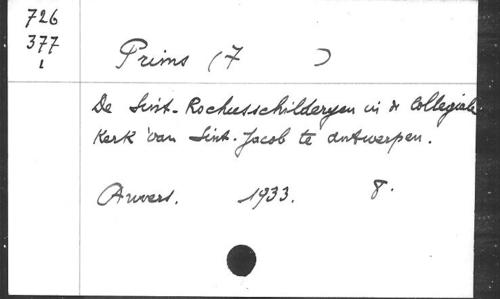 726
377
1
Prims (F )
De Sint-Rochusschilderyen in de Collegiale
Kerk van Sint-Jacob te antwerpen.
Anvers. 1933. 8.